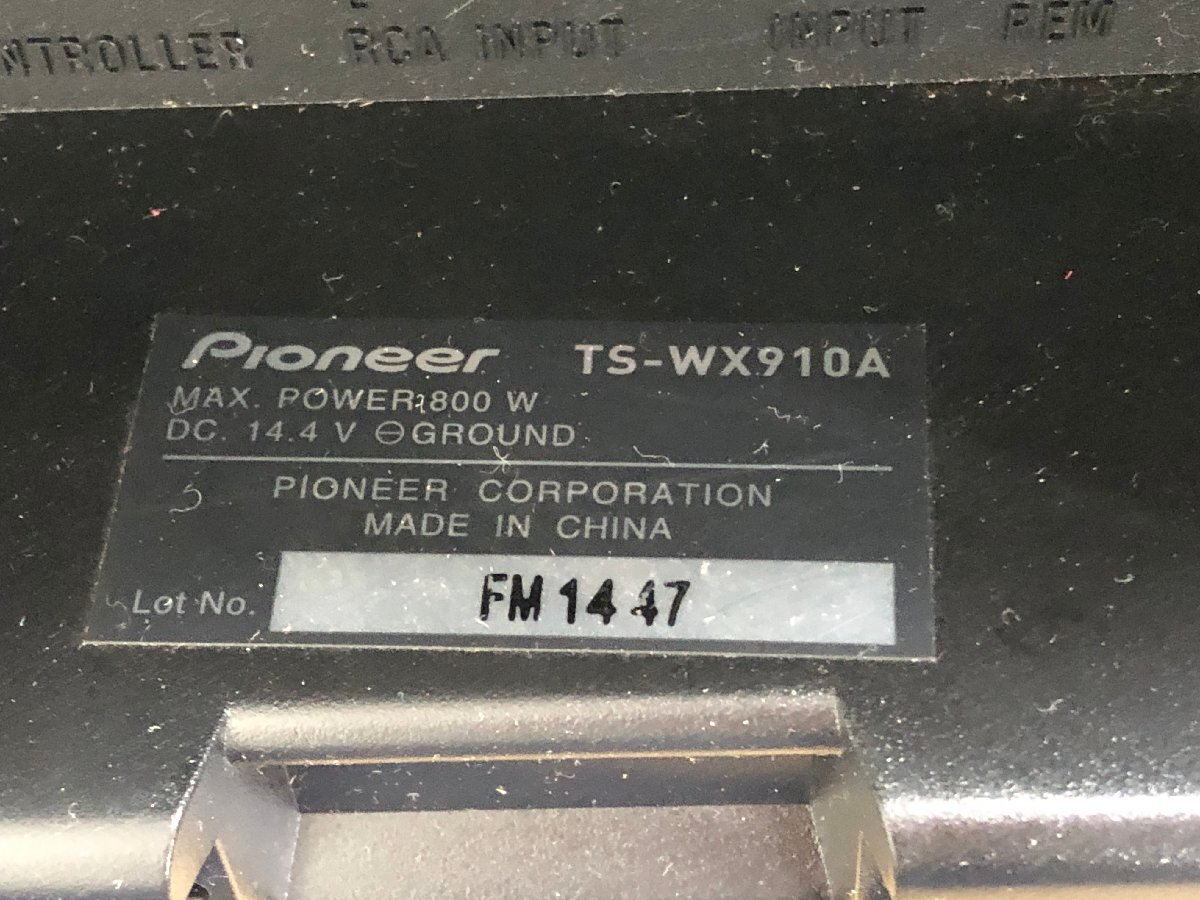 CONTROLLER RCA INPUT INPUT REM
Pioneer TS-WX910A
MAX. POWER:800 W
DC. 14.4 V ⊖ GROUND
PIONEER CORPORATION
MADE IN CHINA
Lot No. FM 14 47